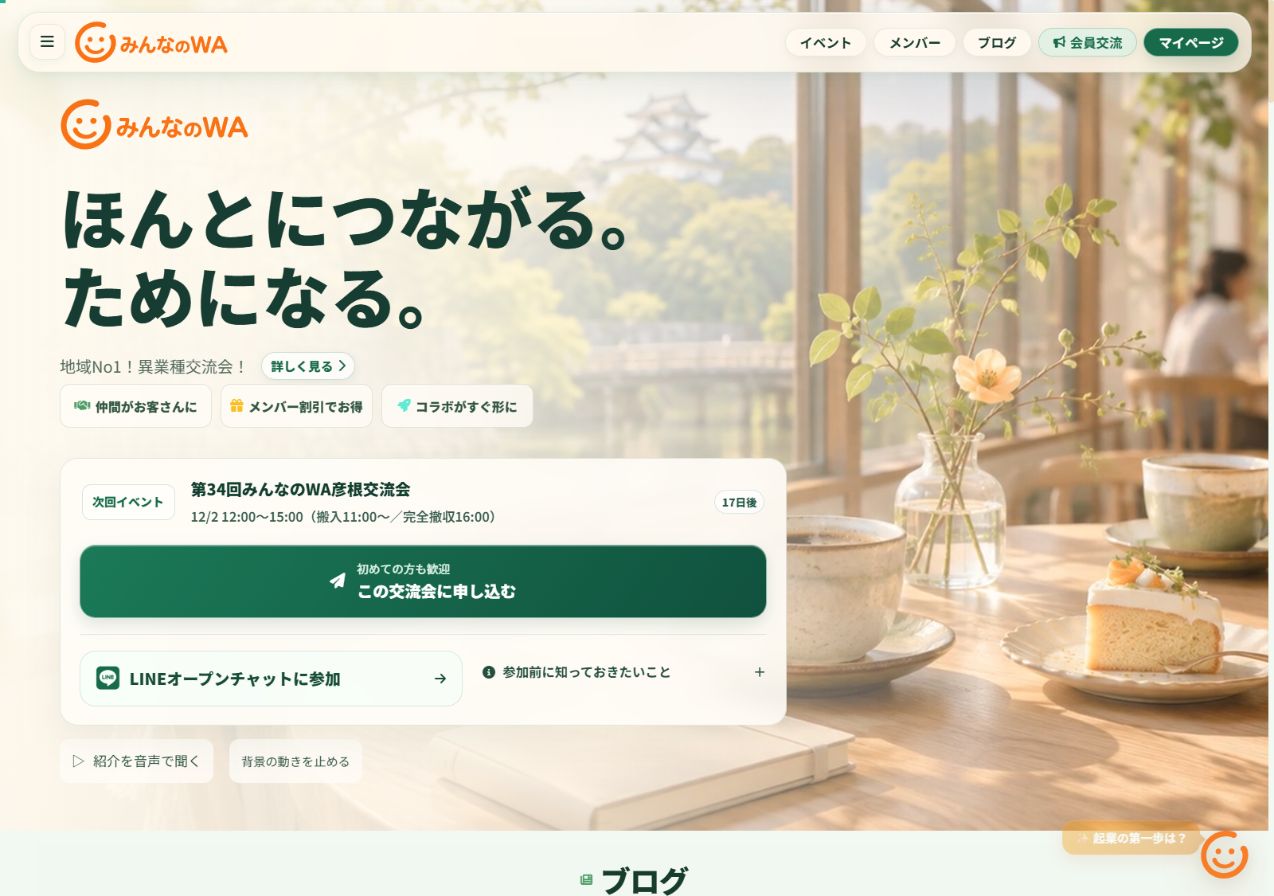 みんなのWA
イベント
メンバー
ブログ
会員交流
マイページ
みんなのWA
ほんとにつながる。
ためになる。
地域No1！異業種交流会！
詳しく見る
仲間がお客さんに
メンバー割引でお得
コラボがすぐ形に
次回イベント
第34回みんなのWA彦根交流会
12/2 12:00〜15:00（搬入11:00〜／完全撤収16:00）
17日後
初めての方も歓迎
この交流会に申し込む
LINE
LINEオープンチャットに参加
参加前に知っておきたいこと
紹介を音声で聞く
背景の動きを止める
起業の第一歩は？
ブログ